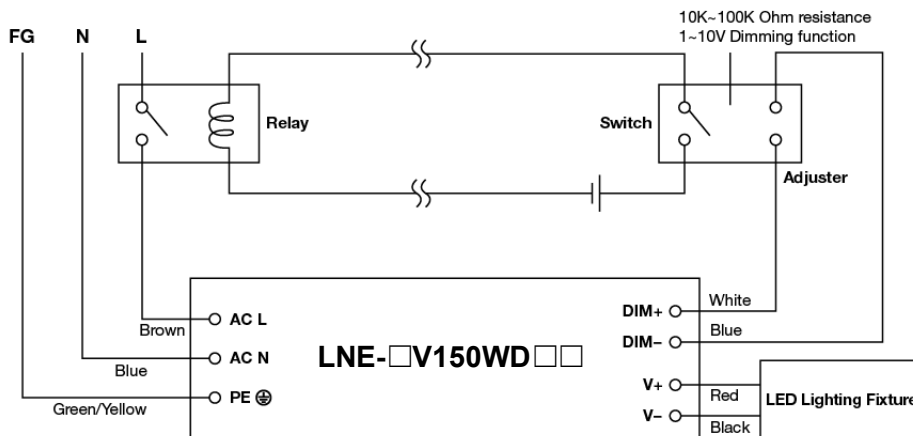 10K~100K Ohm resistance
1~10V Dimming function
FG N L
Relay
Switch
Adjuster
Brown
AC L
Blue
AC N
Green/Yellow
PE
LNE-□V150WD□□
DIM+
White
DIM−
Blue
V+
Red
V−
Black
LED Lighting Fixture